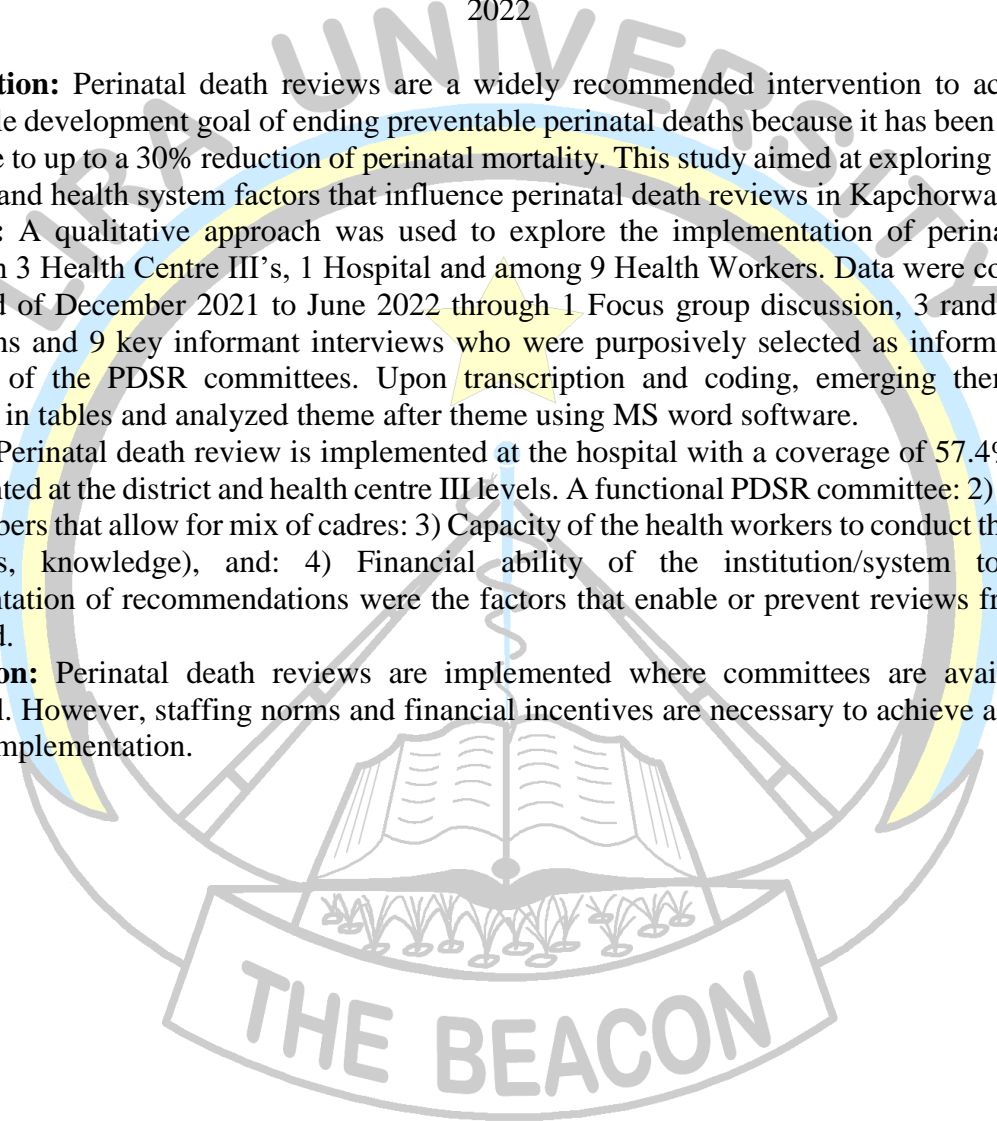 2022
tion: Perinatal death reviews are a widely recommended intervention to ac
le development goal of ending preventable perinatal deaths because it has been
e to up to a 30% reduction of perinatal mortality. This study aimed at exploring
and health system factors that influence perinatal death reviews in Kapchorwa
: A qualitative approach was used to explore the implementation of perina
n 3 Health Centre III's, 1 Hospital and among 9 Health Workers. Data were co
d of December 2021 to June 2022 through 1 Focus group discussion, 3 rand
ns and 9 key informant interviews who were purposively selected as inform
of the PDSR committees. Upon transcription and coding, emerging ther
in tables and analyzed theme after theme using MS word software.
Perinatal death review is implemented at the hospital with a coverage of 57.4%
nted at the district and health centre III levels. A functional PDSR committee: 2)
bers that allow for mix of cadres: 3) Capacity of the health workers to conduct th
s, knowledge), and: 4) Financial ability of the institution/system to
ntation of recommendations were the factors that enable or prevent reviews fr
d.
on: Perinatal death reviews are implemented where committees are avai
l. However, staffing norms and financial incentives are necessary to achieve a
mplementation.
LIRA UNIVERSITY
THE BEACON